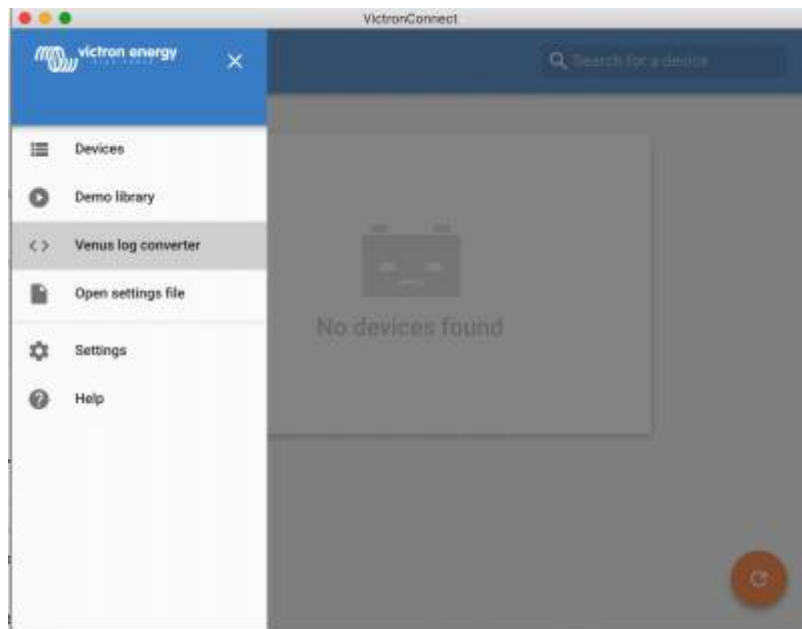 VictronConnect
victron energy
Search for a device
Devices
Demo library
Venus log converter
Open settings file
No devices found
Settings
Help